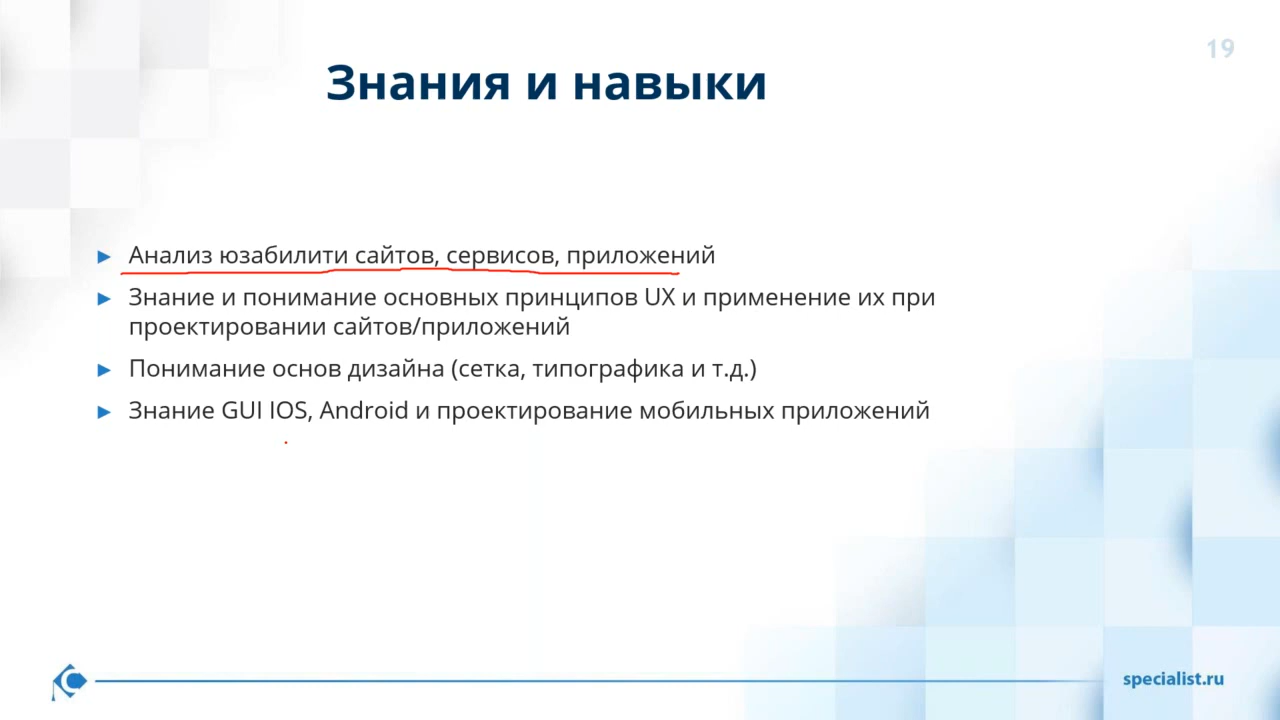 19
Знания и навыки
Анализ юзабилити сайтов, сервисов, приложений
Знание и понимание основных принципов UX и применение их при
проектировании сайтов/приложений
Понимание основ дизайна (сетка, типографика и т.д.)
Знание GUI IOS, Android и проектирование мобильных приложений
specialist.ru